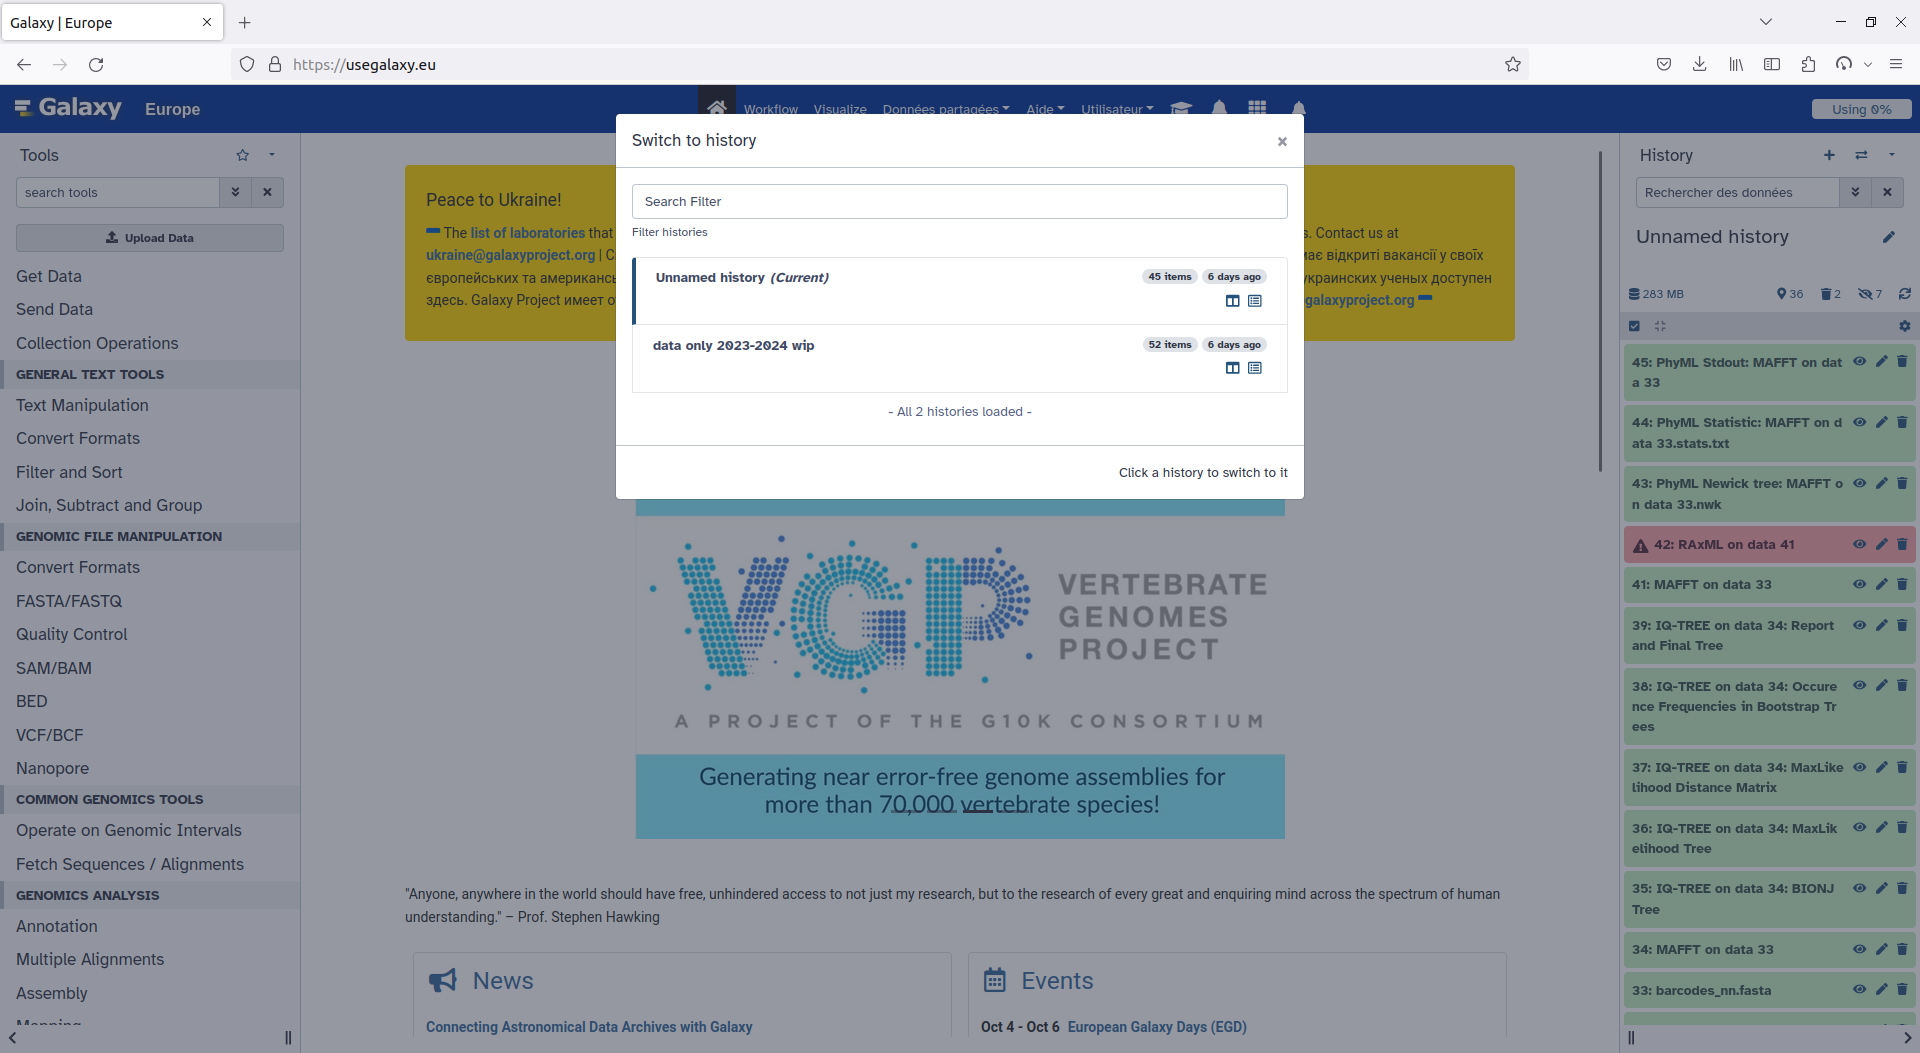 Galaxy | Europe
https://usegalaxy.eu
Galaxy Europe
Workflow Visualize Données partagées Aide Utilisateur
Using 0%
Tools
search tools
Upload Data
Get Data
Send Data
Collection Operations
GENERAL TEXT TOOLS
Text Manipulation
Convert Formats
Filter and Sort
Join, Subtract and Group
GENOMIC FILE MANIPULATION
Convert Formats
FASTA/FASTQ
Quality Control
SAM/BAM
BED
VCF/BCF
Nanopore
COMMON GENOMICS TOOLS
Operate on Genomic Intervals
Fetch Sequences / Alignments
GENOMICS ANALYSIS
Annotation
Multiple Alignments
Assembly
Mapping
Peace to Ukraine!
The list of laboratories that
s. Contact us at
ukraine@galaxyproject.org |
має відкриті вакансії у своїх
європейських та
украинских ученых доступен
здесь. Galaxy Project имеет
galaxyproject.org
Switch to history
Search Filter
Filter histories
Unnamed history (Current)
45 items 6 days ago
data only 2023-2024 wip
52 items 6 days ago
- All 2 histories loaded -
Click a history to switch to it
VGP
VERTEBRATE
GENOMES
PROJECT
A PROJECT OF THE G10K CONSORTIUM
Generating near error-free genome assemblies for
more than 70,000 vertebrate species!
"Anyone, anywhere in the world should have free, unhindered access to not just my research, but to the research of every great and enquiring mind across the spectrum of human
understanding." – Prof. Stephen Hawking
News
Connecting Astronomical Data Archives with Galaxy
Events
Oct 4 - Oct 6 European Galaxy Days (EGD)
History
Rechercher des données
Unnamed history
283 MB
36 2 7
45: PhyML Stdout: MAFFT on dat
a 33
44: PhyML Statistic: MAFFT on d
ata 33.stats.txt
43: PhyML Newick tree: MAFFT o
n data 33.nwk
42: RAxML on data 41
41: MAFFT on data 33
39: IQ-TREE on data 34: Report
and Final Tree
38: IQ-TREE on data 34: Occure
nce Frequencies in Bootstrap Tr
ees
37: IQ-TREE on data 34: MaxLike
lihood Distance Matrix
36: IQ-TREE on data 34: MaxLik
elihood Tree
35: IQ-TREE on data 34: BIONJ
Tree
34: MAFFT on data 33
33: barcodes_nn.fasta